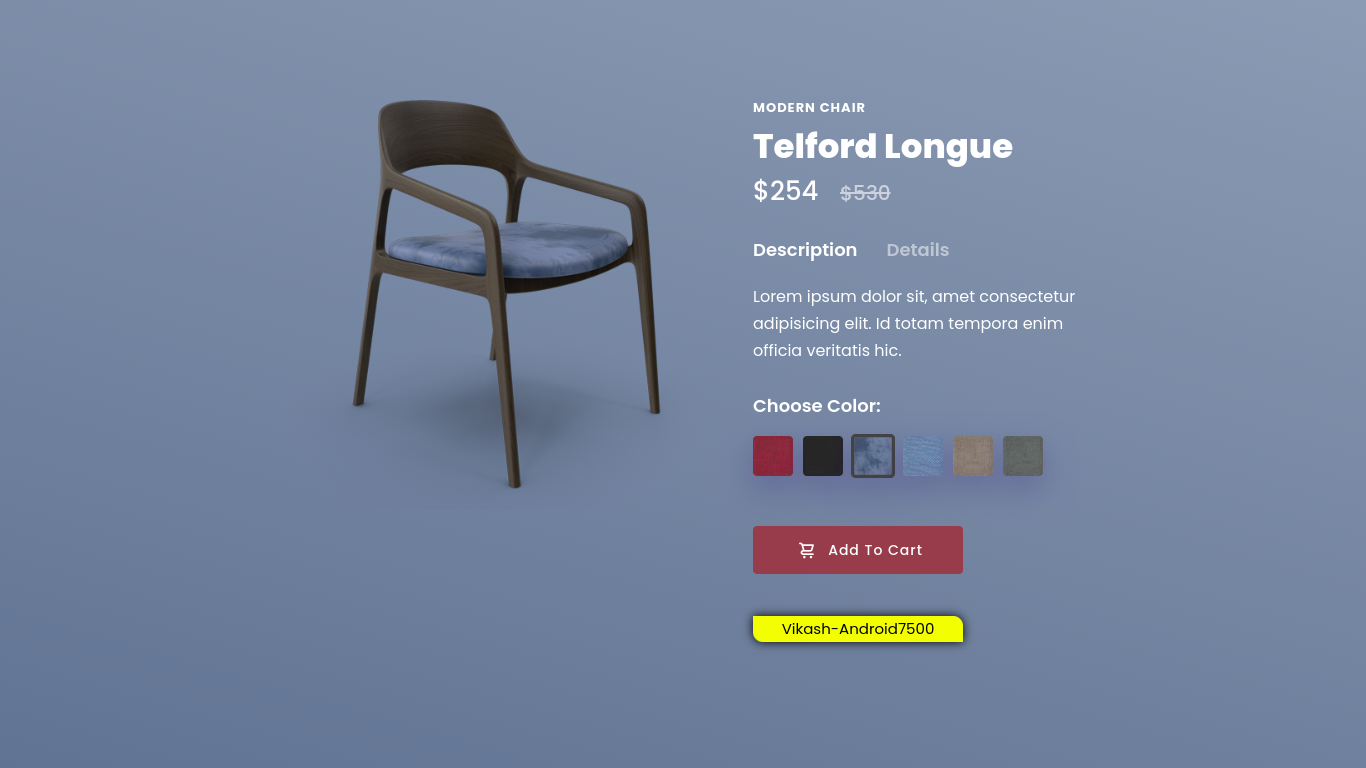 MODERN CHAIR
Telford Longue
$254 $530
Description Details
Lorem ipsum dolor sit, amet consectetur
adipisicing elit. Id totam tempora enim
officia veritatis hic.
Choose Color:
Add To Cart
Vikash-Android7500